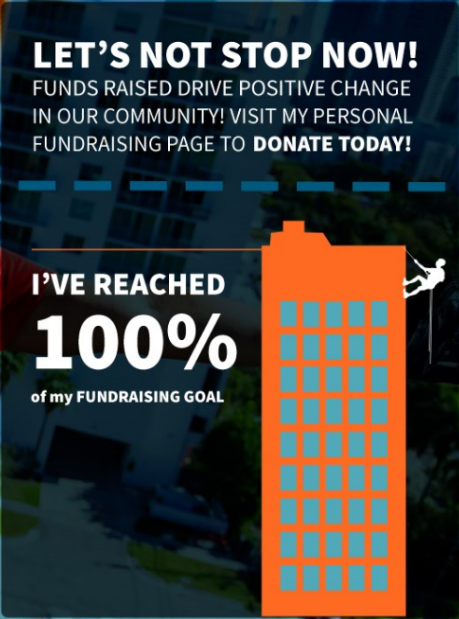 LET'S NOT STOP NOW!
FUNDS RAISED DRIVE POSITIVE CHANGE
IN OUR COMMUNITY! VISIT MY PERSONAL
FUNDRAISING PAGE TO DONATE TODAY!
I'VE REACHED
100%
of my FUNDRAISING GOAL